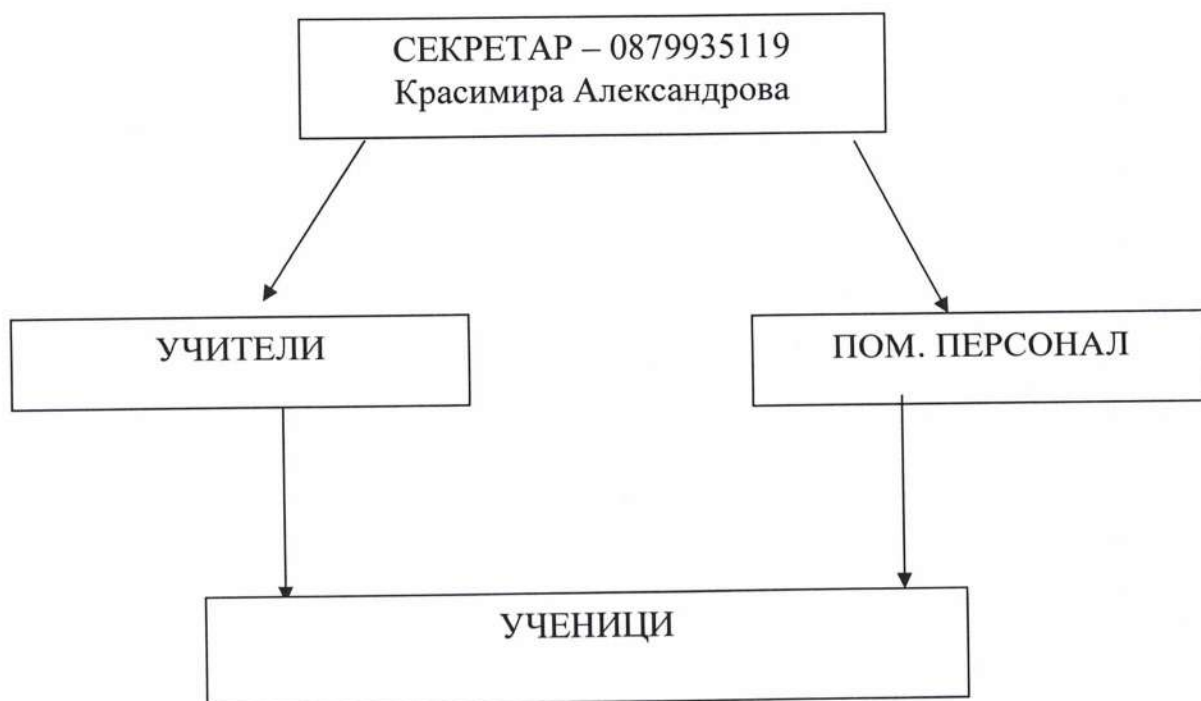 СЕКРЕТАР – 0879935119
Красимира Александрова
УЧИТЕЛИ
ПОМ. ПЕРСОНАЛ
УЧЕНИЦИ